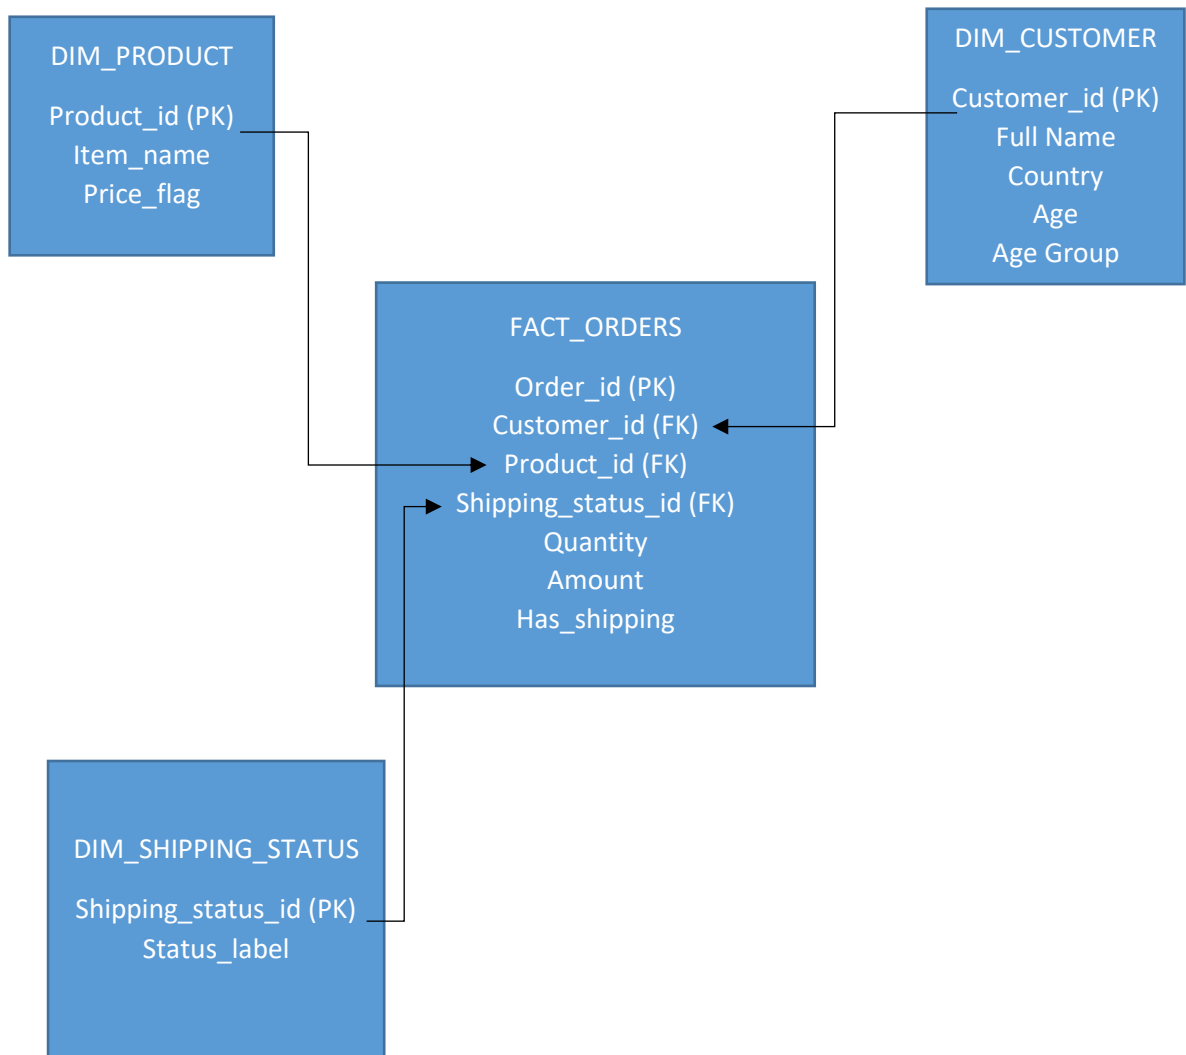 DIM_PRODUCT
Product_id (PK)
Item_name
Price_flag
DIM_CUSTOMER
Customer_id (PK)
Full Name
Country
Age
Age Group
FACT_ORDERS
Order_id (PK)
Customer_id (FK)
Product_id (FK)
Shipping_status_id (FK)
Quantity
Amount
Has_shipping
DIM_SHIPPING_STATUS
Shipping_status_id (PK)
Status_label